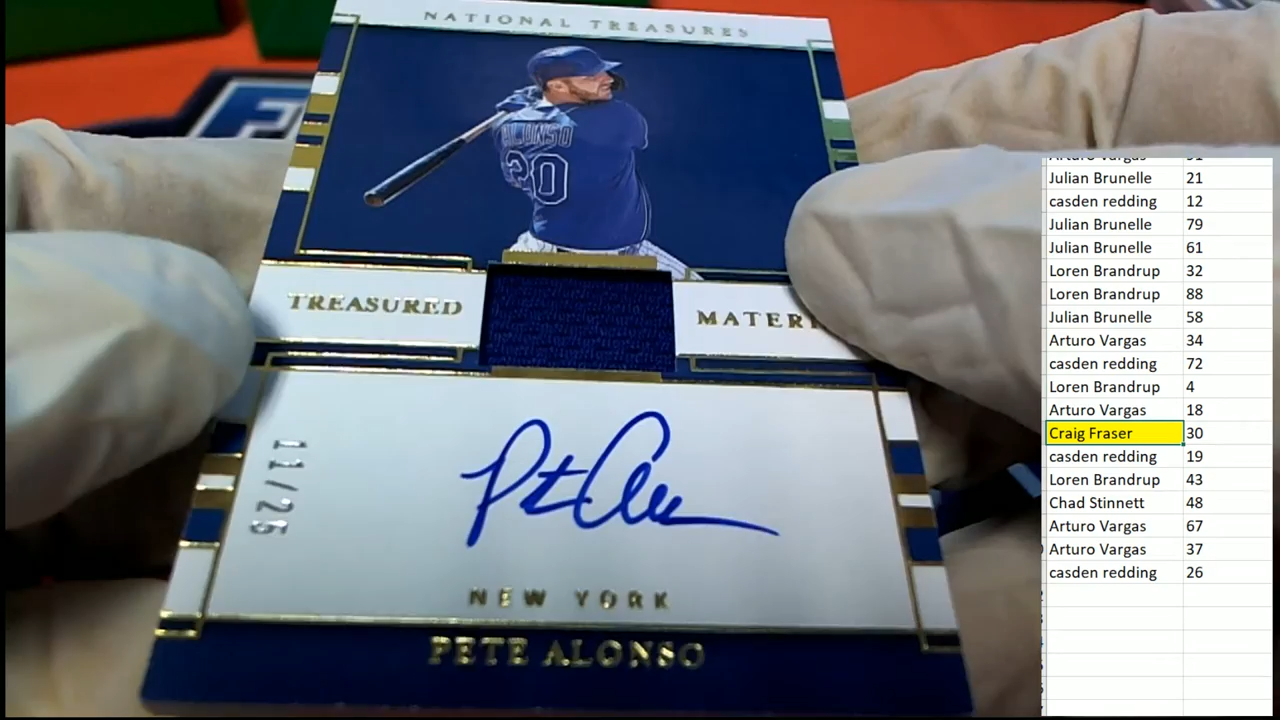 NATIONAL TREASURES
ALONSO
20
TREASURED
11/25
NEW YORK
PETE ALONSO
Arturo Vargas
Julian Brunelle 21
casden redding 12
Julian Brunelle 79
Julian Brunelle 61
Loren Brandrup 32
Loren Brandrup 88
Julian Brunelle 58
Arturo Vargas 34
casden redding 72
Loren Brandrup 4
Arturo Vargas 18
Craig Fraser 30
casden redding 19
Loren Brandrup 43
Chad Stinnett 48
Arturo Vargas 67
Arturo Vargas 37
casden redding 26